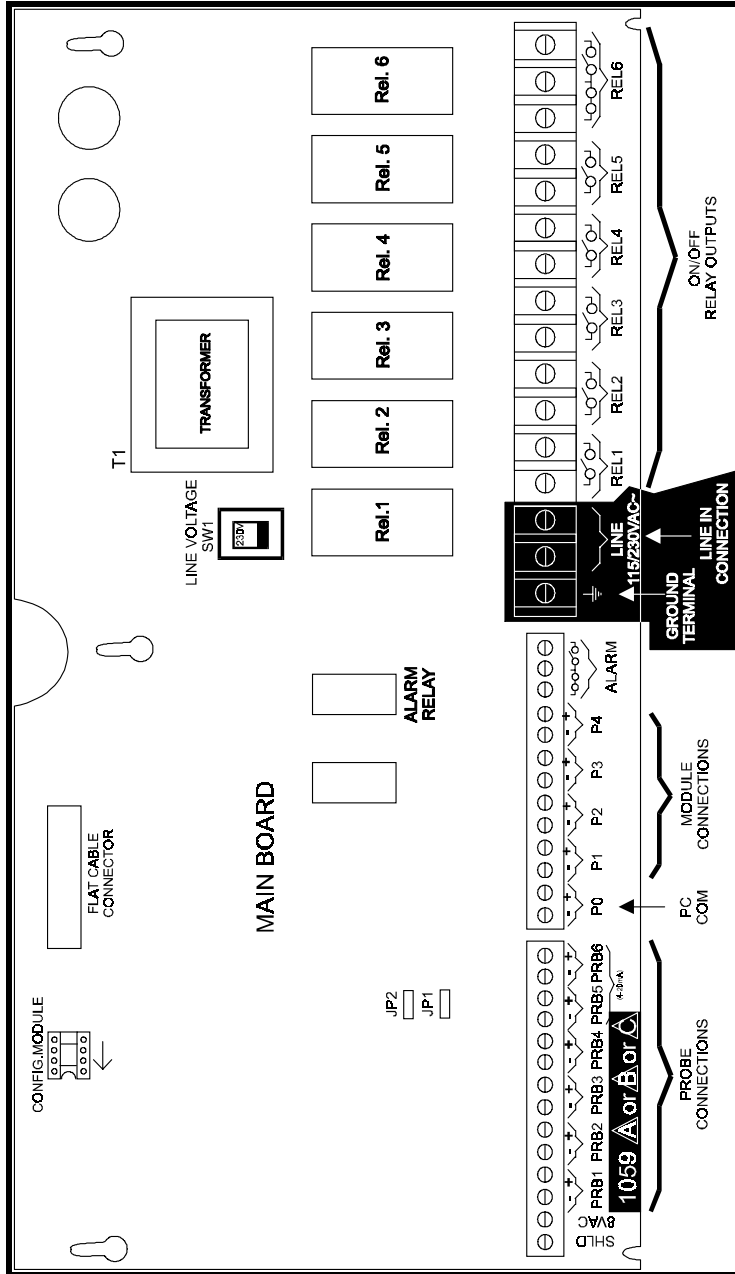 CONFIG.MODULE
FLAT CABLE
CONNECTOR
LINE VOLTAGE
SW1
230V
T1
TRANSFORMER
MAIN BOARD
JP2
JP1
ALARM
RELAY
Rel.1
Rel. 2
Rel. 3
Rel. 4
Rel. 5
Rel. 6
SHLD
8VAC
- + - + - + - + - + - +
PRB1 PRB2 PRB3 PRB4 PRB5 PRB6
(4-20mA)
1059 A or B or C
PROBE
CONNECTIONS
- + - + - + - + - +
P0 P1 P2 P3 P4
PC
COM
MODULE
CONNECTIONS
ALARM
GROUND
TERMINAL
LINE
115/230VAC~
LINE IN
CONNECTION
REL1 REL2 REL3 REL4 REL5 REL6
ON/OFF
RELAY OUTPUTS